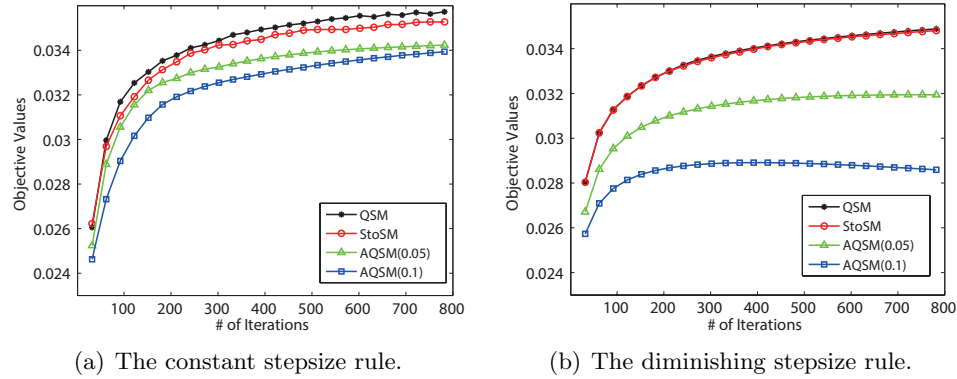 0.034
0.032
0.03
0.028
0.026
0.024
Objective Values
100 200 300 400 500 600 700 800
# of Iterations
QSM
StoSM
AQSM(0.05)
AQSM(0.1)
(a) The constant stepsize rule.
0.034
0.032
0.03
0.028
0.026
0.024
Objective Values
100 200 300 400 500 600 700 800
# of Iterations
QSM
StoSM
AQSM(0.05)
AQSM(0.1)
(b) The diminishing stepsize rule.